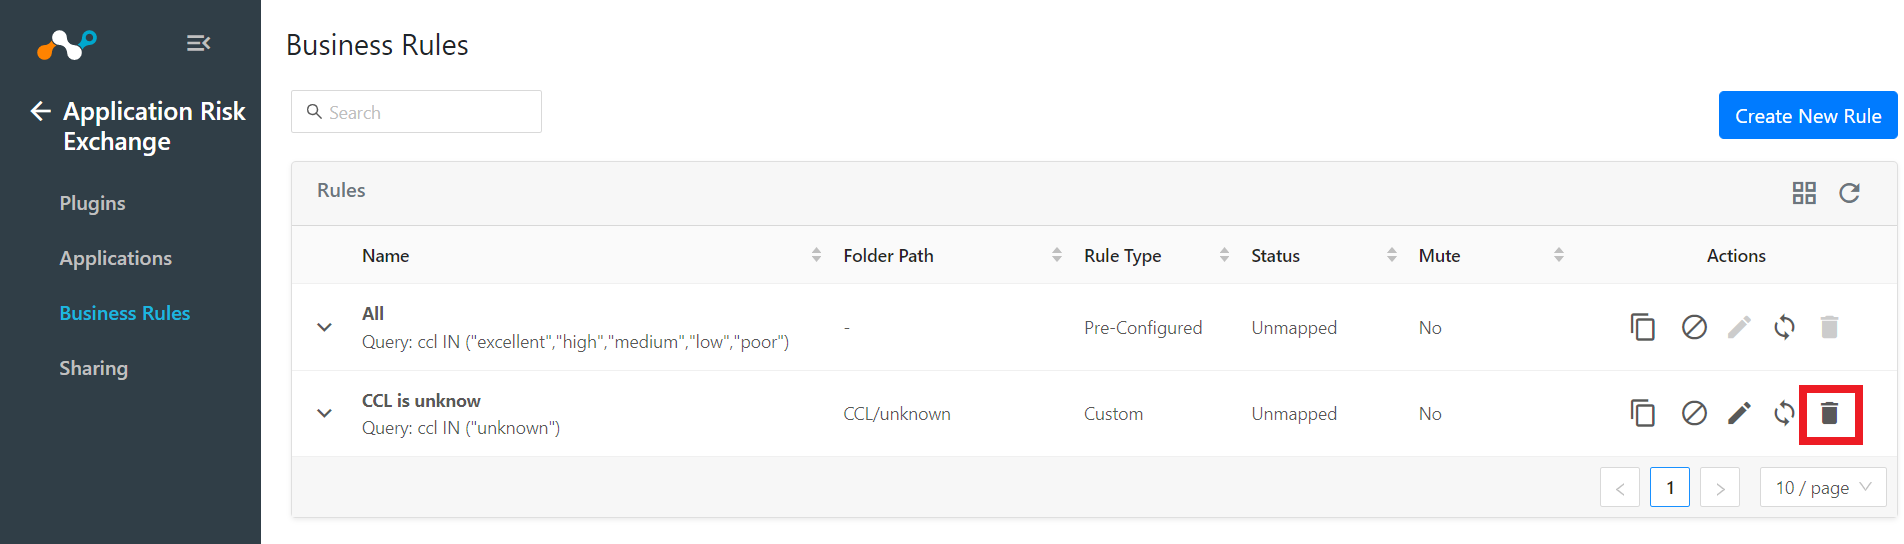 Application Risk
Exchange
Plugins
Applications
Business Rules
Sharing
Business Rules
Search
Create New Rule
Rules
Name Folder Path Rule Type Status Mute Actions
All
Query: ccl IN ("excellent","high","medium","low","poor") - Pre-Configured Unmapped No
CCL is unknow
Query: ccl IN ("unknown") CCL/unknown Custom Unmapped No
< 1 > 10 / page